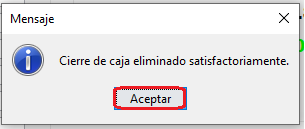 Mensaje
Cierre de caja eliminado satisfactoriamente.
Aceptar